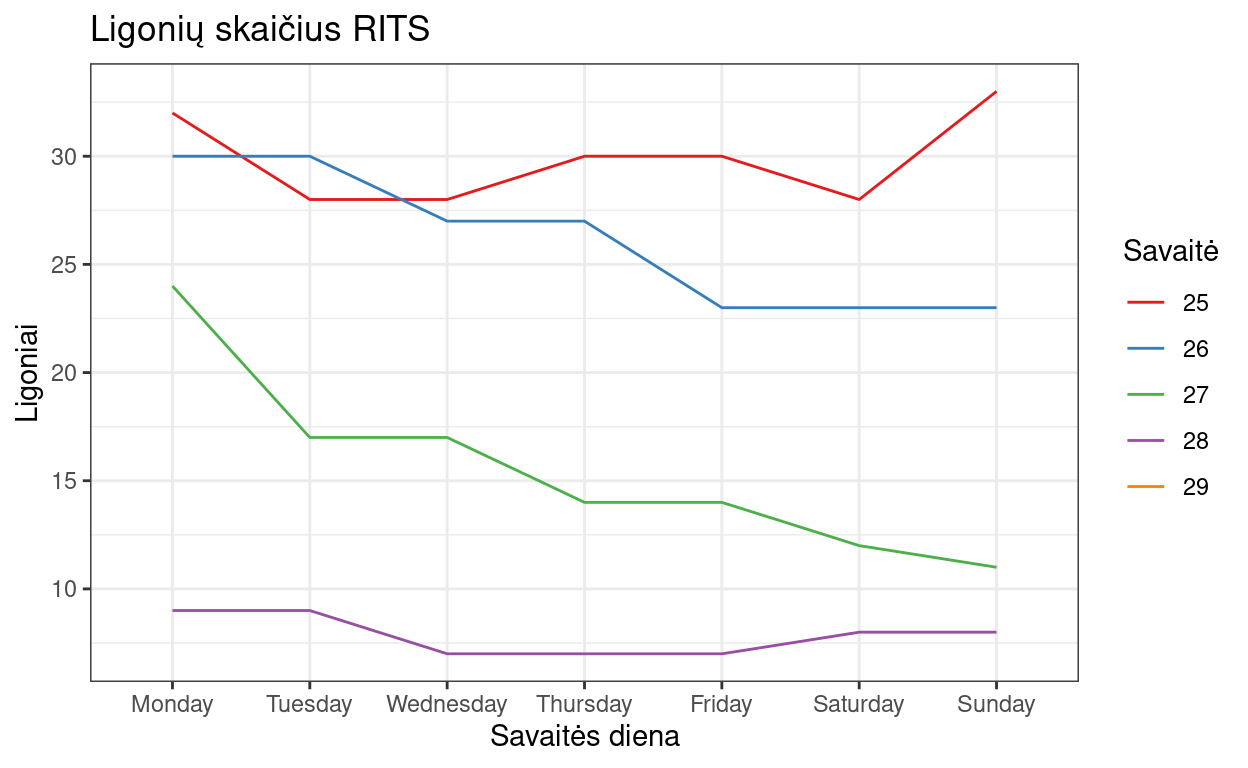 Ligonių skaičius RITS
Ligoniai
30
25
20
15
10
Monday Tuesday Wednesday Thursday Friday Saturday Sunday
Savaitės diena
Savaitė
25
26
27
28
29